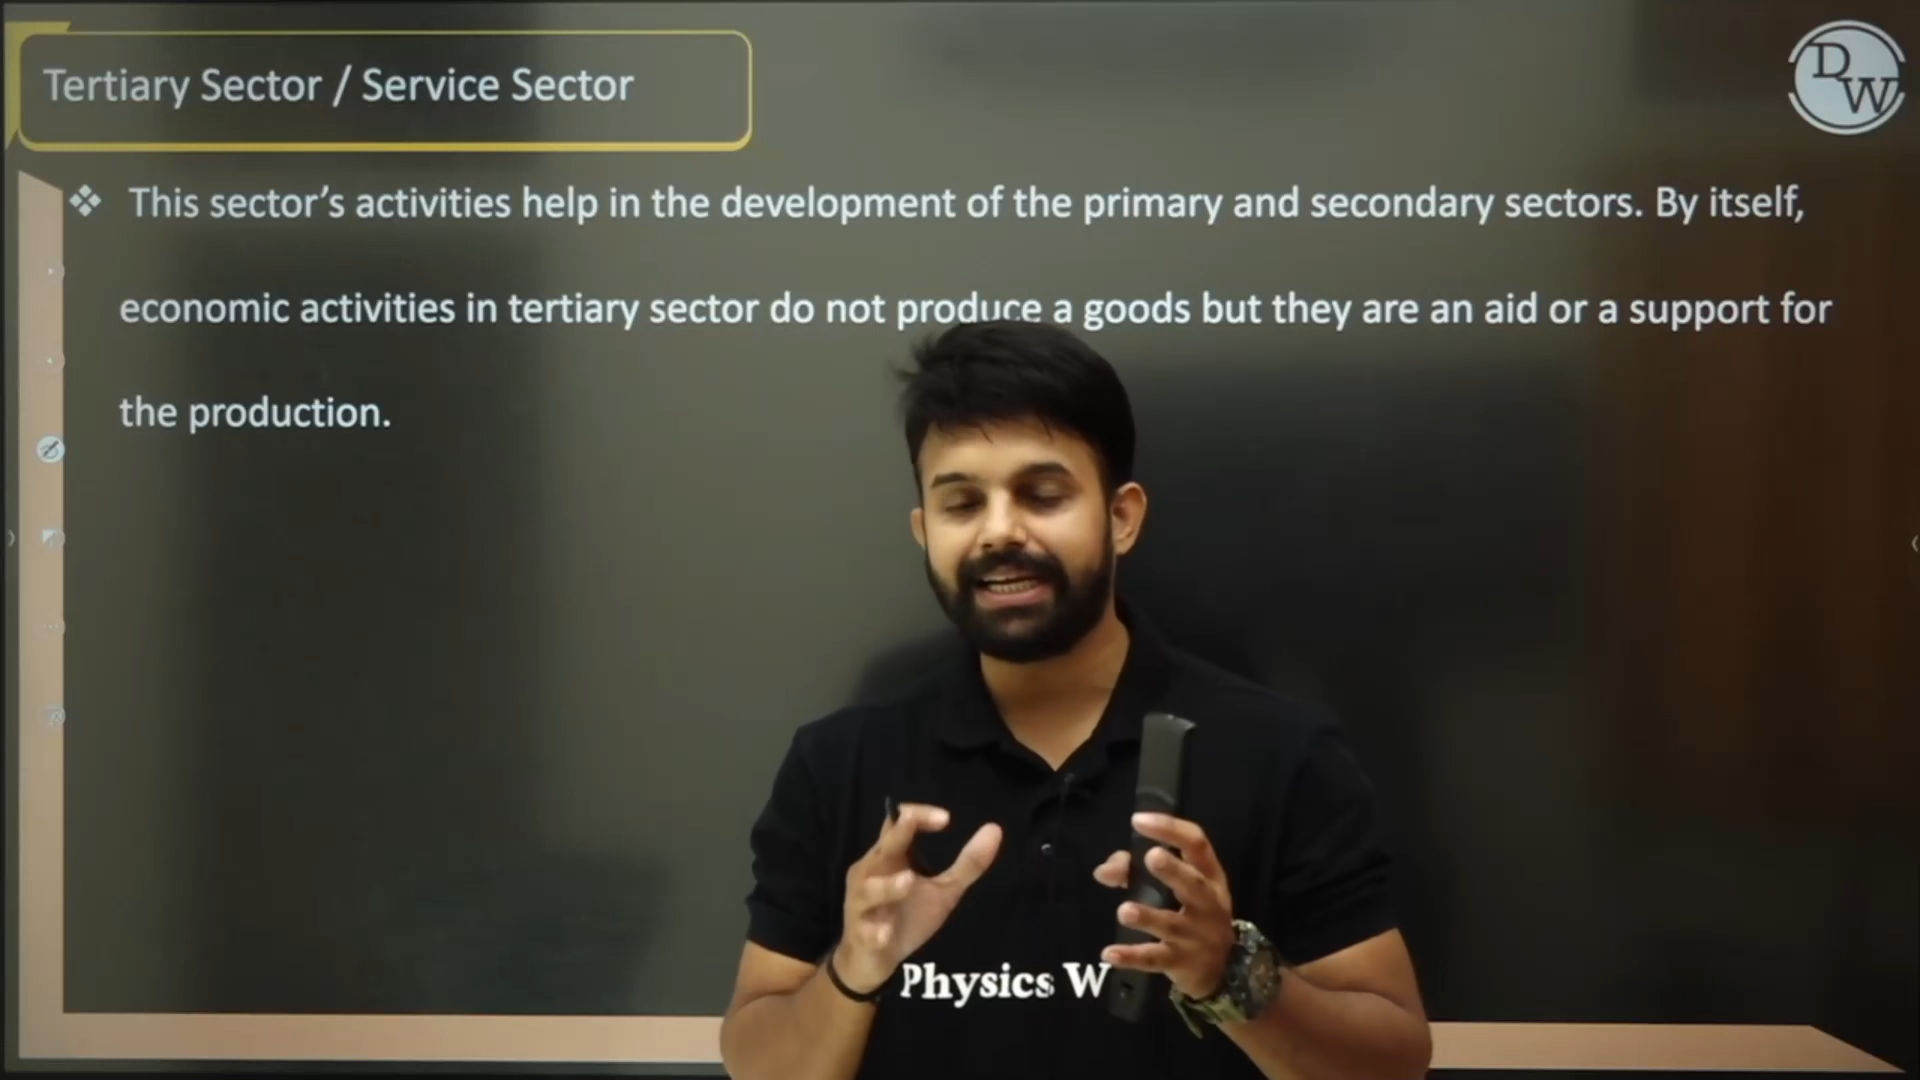 Tertiary Sector / Service Sector
This sector's activities help in the development of the primary and secondary sectors. By itself,
economic activities in tertiary sector do not produce a goods but they are an aid or a support for
the production.
Physics W